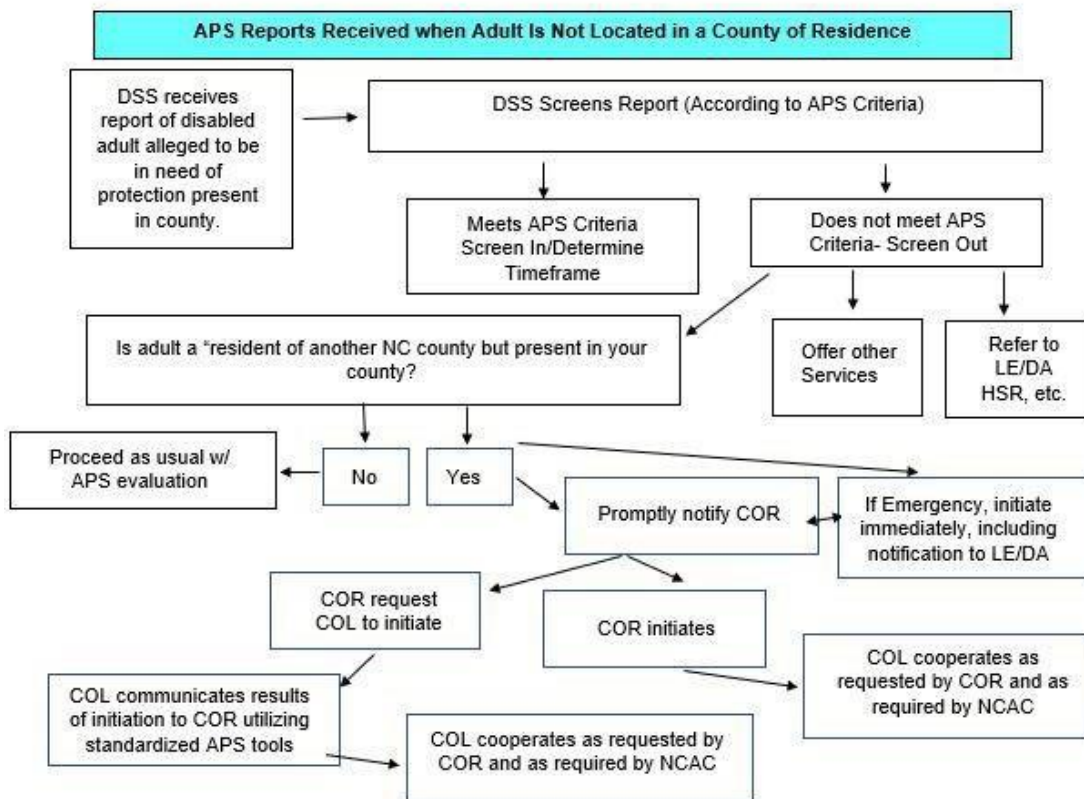 APS Reports Received when Adult Is Not Located in a County of Residence
DSS receives
report of disabled
adult alleged to be
in need of
protection present
in county.
DSS Screens Report (According to APS Criteria)
Meets APS Criteria
Screen In/Determine
Timeframe
Does not meet APS
Criteria- Screen Out
Is adult a “resident of another NC county but present in your
county?
Offer other
Services
Refer to
LE/DA
HSR, etc.
Proceed as usual w/
APS evaluation
No
Yes
Promptly notify COR
If Emergency, initiate
immediately, including
notification to LE/DA
COR request
COL to initiate
COR initiates
COL cooperates as
requested by COR and as
required by NCAC
COL communicates results
of initiation to COR utilizing
standardized APS tools
COL cooperates as requested by
COR and as required by NCAC